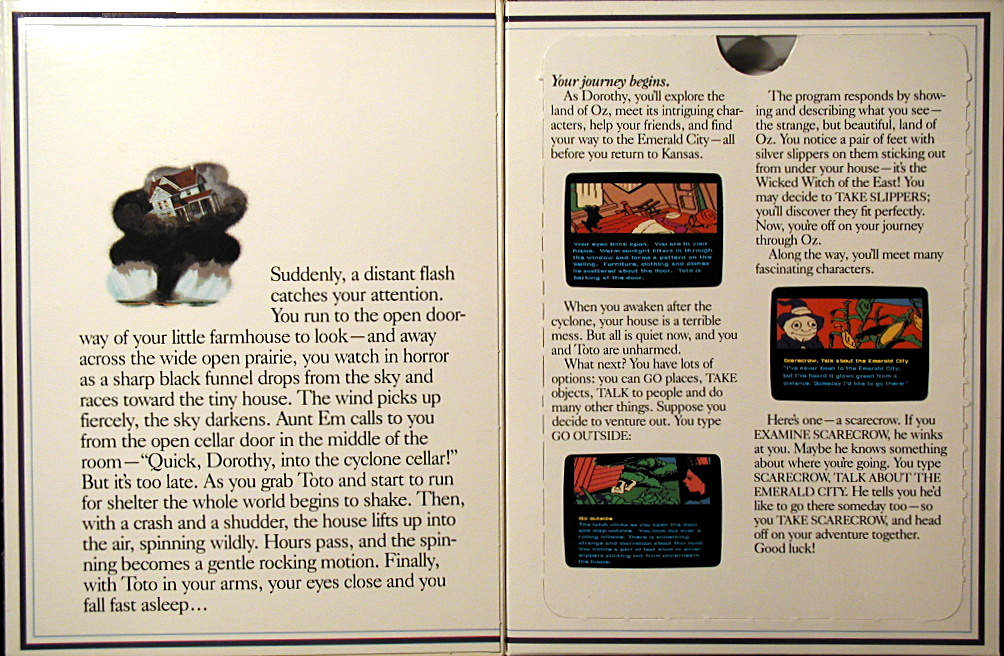 Suddenly, a distant flash
catches your attention.
You run to the open door-
way of your little farmhouse to look—and away
across the wide open prairie, you watch in horror
as a sharp black funnel drops from the sky and
races toward the tiny house. The wind picks up
fiercely, the sky darkens. Aunt Em calls to you
from the open cellar door in the middle of the
room—“Quick, Dorothy, into the cyclone cellar!”
But it's too late. As you grab Toto and start to run
for shelter the whole world begins to shake. Then,
with a crash and a shudder, the house lifts up into
the air, spinning wildly. Hours pass, and the spin-
ning becomes a gentle rocking motion. Finally,
with Toto in your arms, your eyes close and you
fall fast asleep...
Your journey begins.
As Dorothy, you'll explore the
land of Oz, meet its intriguing char-
acters, help your friends, and find
your way to the Emerald City—all
before you return to Kansas.
Your eyes blink open. You are in your
house. Warm sunlight filters in through
the window and forms a pattern on the
ceiling. Furniture, clothing and dishes
lie scattered about the floor. Toto is
barking at the door.
When you awaken after the
cyclone, your house is a terrible
mess. But all is quiet now, and you
and Toto are unharmed.
What next? You have lots of
options: you can GO places, TAKE
objects, TALK to people and do
many other things. Suppose you
decide to venture out. You type
GO OUTSIDE:
Go outside
The latch clicks as you open the door
and step outside. You look out over a
rolling hillside. There is something
strange and marvelous about this land.
You notice a pair of feet shod in silver
slippers sticking out from underneath
the house.
The program responds by show-
ing and describing what you see—
the strange, but beautiful, land of
Oz. You notice a pair of feet with
silver slippers on them sticking out
from under your house—it's the
Wicked Witch of the East! You
may decide to TAKE SLIPPERS;
you'll discover they fit perfectly.
Now, you're off on your journey
through Oz.
Along the way, you'll meet many
fascinating characters.
Scarecrow, Talk about the Emerald City
"I've never been to the Emerald City,
but I've heard it glows green from a
distance. Someday I'd like to go there!"
Here's one—a scarecrow. If you
EXAMINE SCARECROW, he winks
at you. Maybe he knows something
about where you're going. You type
SCARECROW, TALK ABOUT THE
EMERALD CITY. He tells you he'd
like to go there someday too—so
you TAKE SCARECROW, and head
off on your adventure together.
Good luck!